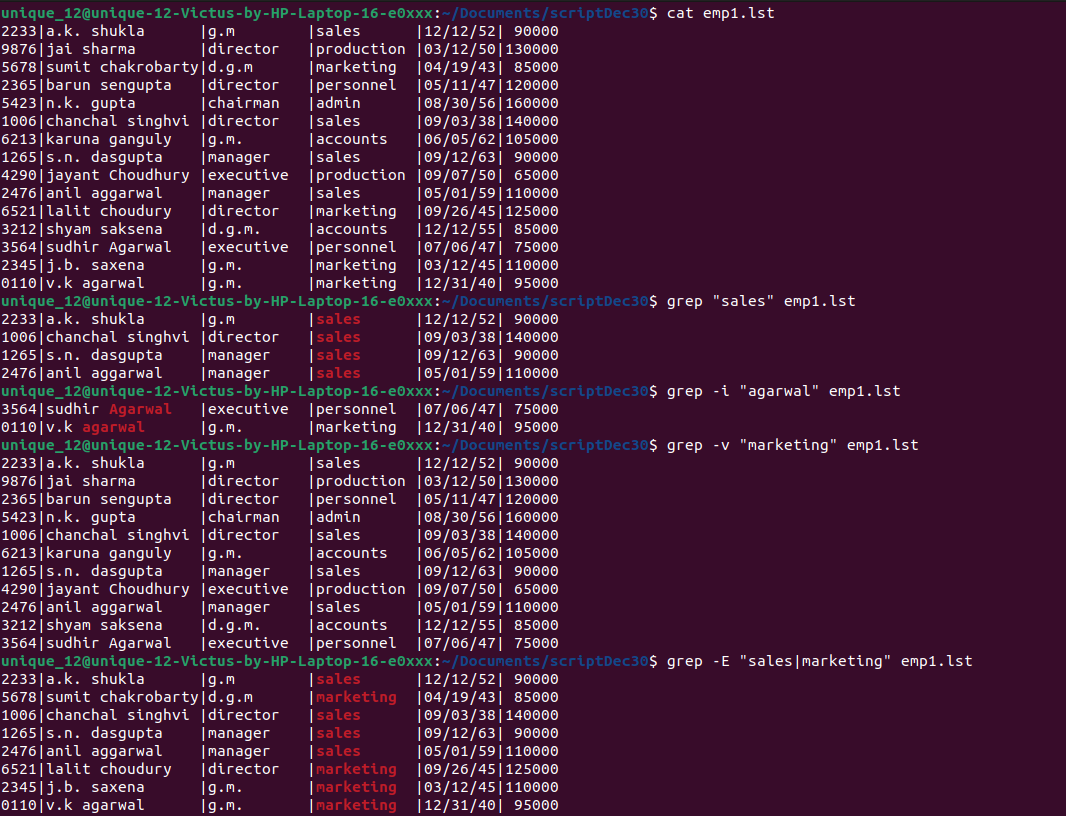 unique_12@unique-12-Victus-by-HP-Laptop-16-e0xxx:~/Documents/scriptDec30$ cat emp1.lst
2233|a.k. shukla      |g.m        |sales      |12/12/52| 90000
9876|jai sharma       |director   |production |03/12/50|130000
5678|sumit chakrobarty|d.g.m      |marketing  |04/19/43| 85000
2365|barun sengupta   |director   |personnel  |05/11/47|120000
5423|n.k. gupta       |chairman   |admin      |08/30/56|160000
1006|chanchal singhvi |director   |sales      |09/03/38|140000
6213|karuna ganguly   |g.m.       |accounts   |06/05/62|105000
1265|s.n. dasgupta    |manager    |sales      |09/12/63| 90000
4290|jayant Choudhury |executive  |production |09/07/50| 65000
2476|anil aggarwal    |manager    |sales      |05/01/59|110000
6521|lalit choudury   |director   |marketing  |09/26/45|125000
3212|shyam saksena    |d.g.m.     |accounts   |12/12/55| 85000
3564|sudhir Agarwal   |executive  |personnel  |07/06/47| 75000
2345|j.b. saxena      |g.m.       |marketing  |03/12/45|110000
0110|v.k agarwal      |g.m.       |marketing  |12/31/40| 95000
unique_12@unique-12-Victus-by-HP-Laptop-16-e0xxx:~/Documents/scriptDec30$ grep "sales" emp1.lst
2233|a.k. shukla      |g.m        |sales      |12/12/52| 90000
1006|chanchal singhvi |director   |sales      |09/03/38|140000
1265|s.n. dasgupta    |manager    |sales      |09/12/63| 90000
2476|anil aggarwal    |manager    |sales      |05/01/59|110000
unique_12@unique-12-Victus-by-HP-Laptop-16-e0xxx:~/Documents/scriptDec30$ grep -i "agarwal" emp1.lst
3564|sudhir Agarwal   |executive  |personnel  |07/06/47| 75000
0110|v.k agarwal      |g.m.       |marketing  |12/31/40| 95000
unique_12@unique-12-Victus-by-HP-Laptop-16-e0xxx:~/Documents/scriptDec30$ grep -v "marketing" emp1.lst
2233|a.k. shukla      |g.m        |sales      |12/12/52| 90000
9876|jai sharma       |director   |production |03/12/50|130000
2365|barun sengupta   |director   |personnel  |05/11/47|120000
5423|n.k. gupta       |chairman   |admin      |08/30/56|160000
1006|chanchal singhvi |director   |sales      |09/03/38|140000
6213|karuna ganguly   |g.m.       |accounts   |06/05/62|105000
1265|s.n. dasgupta    |manager    |sales      |09/12/63| 90000
4290|jayant Choudhury |executive  |production |09/07/50| 65000
2476|anil aggarwal    |manager    |sales      |05/01/59|110000
3212|shyam saksena    |d.g.m.     |accounts   |12/12/55| 85000
3564|sudhir Agarwal   |executive  |personnel  |07/06/47| 75000
unique_12@unique-12-Victus-by-HP-Laptop-16-e0xxx:~/Documents/scriptDec30$ grep -E "sales|marketing" emp1.lst
2233|a.k. shukla      |g.m        |sales      |12/12/52| 90000
5678|sumit chakrobarty|d.g.m      |marketing  |04/19/43| 85000
1006|chanchal singhvi |director   |sales      |09/03/38|140000
1265|s.n. dasgupta    |manager    |sales      |09/12/63| 90000
2476|anil aggarwal    |manager    |sales      |05/01/59|110000
6521|lalit choudury   |director   |marketing  |09/26/45|125000
2345|j.b. saxena      |g.m.       |marketing  |03/12/45|110000
0110|v.k agarwal      |g.m.       |marketing  |12/31/40| 95000